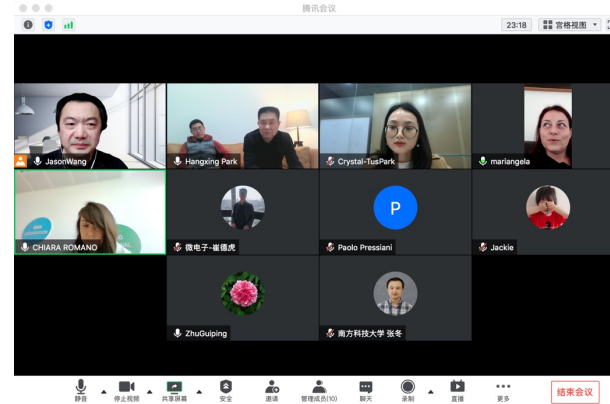 腾讯会议
23:18 宫格视图
JasonWang
Hangxing Park
Crystal-TusPark
mariangela
CHIARA ROMANO
微电子-崔德虎
P
Paolo Pressiani
Jackie
ZhuGuiping
南方科技大学 张冬
静音 停止视频 共享屏幕 安全 邀请 管理成员(10) 聊天 录制 直播 更多 结束会议